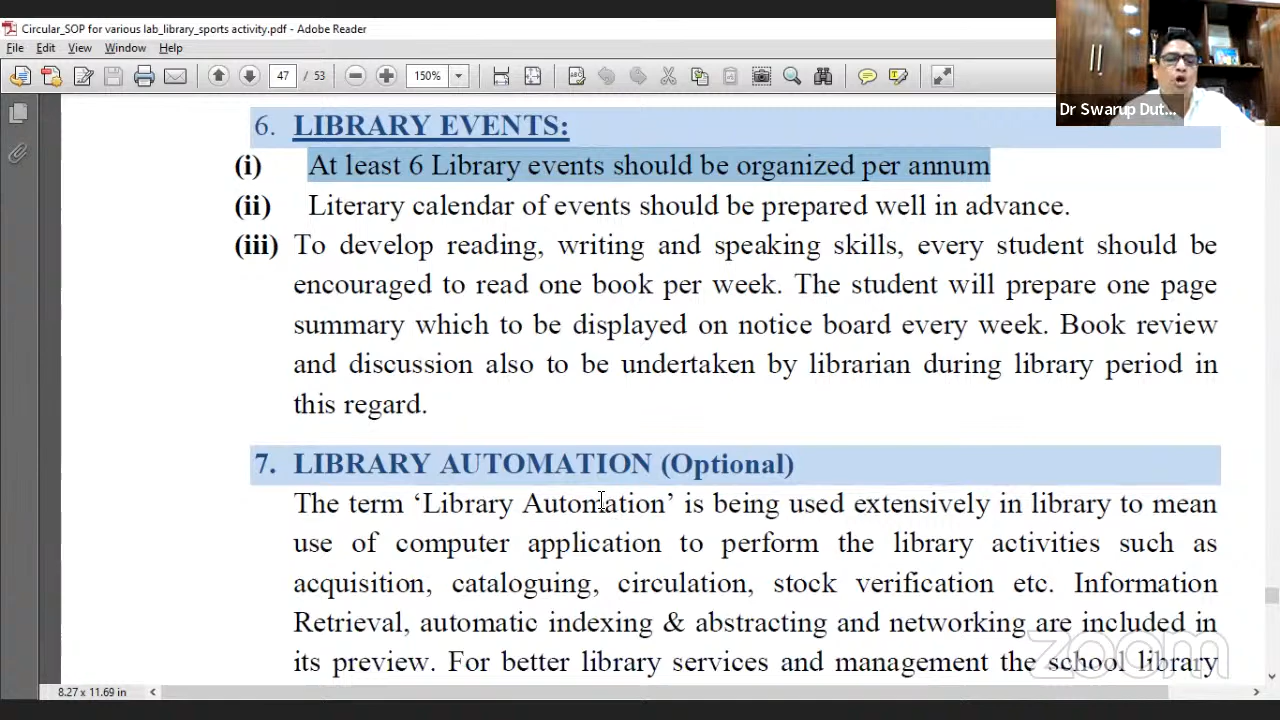 Circular_SOP for various lab_library_sports activity.pdf - Adobe Reader
File Edit View Window Help
47 / 53 150%
Dr Swarup Dut...
6. LIBRARY EVENTS:
(i) At least 6 Library events should be organized per annum
(ii) Literary calendar of events should be prepared well in advance.
(iii) To develop reading, writing and speaking skills, every student should be
encouraged to read one book per week. The student will prepare one page
summary which to be displayed on notice board every week. Book review
and discussion also to be undertaken by librarian during library period in
this regard.
7. LIBRARY AUTOMATION (Optional)
The term ‘Library Automation’ is being used extensively in library to mean
use of computer application to perform the library activities such as
acquisition, cataloguing, circulation, stock verification etc. Information
Retrieval, automatic indexing & abstracting and networking are included in
its preview. For better library services and management the school library
zoom
8.27 x 11.69 in